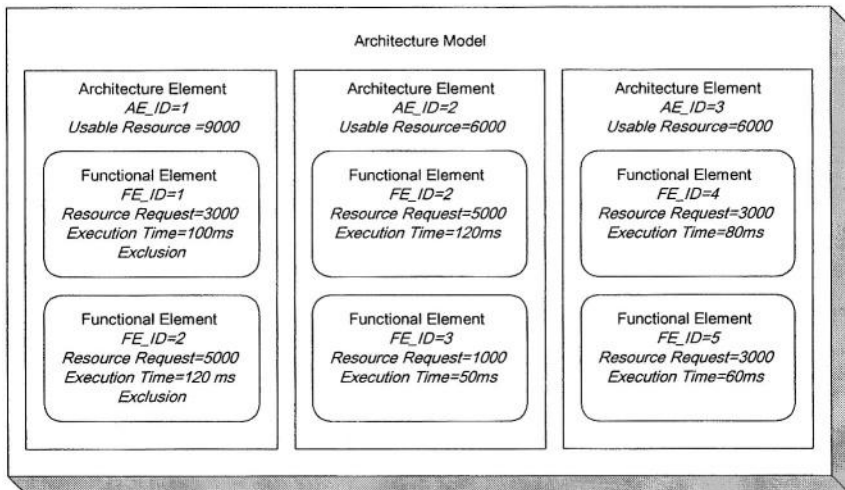 Architecture Model
Architecture Element
AE_ID=1
Usable Resource =9000
Functional Element
FE_ID=1
Resource Request=3000
Execution Time=100ms
Exclusion
Functional Element
FE_ID=2
Resource Request=5000
Execution Time=120 ms
Exclusion
Architecture Element
AE_ID=2
Usable Resource=6000
Functional Element
FE_ID=2
Resource Request=5000
Execution Time=120ms
Functional Element
FE_ID=3
Resource Request=1000
Execution Time=50ms
Architecture Element
AE_ID=3
Usable Resource=6000
Functional Element
FE_ID=4
Resource Request=3000
Execution Time=80ms
Functional Element
FE_ID=5
Resource Request=3000
Execution Time=60ms